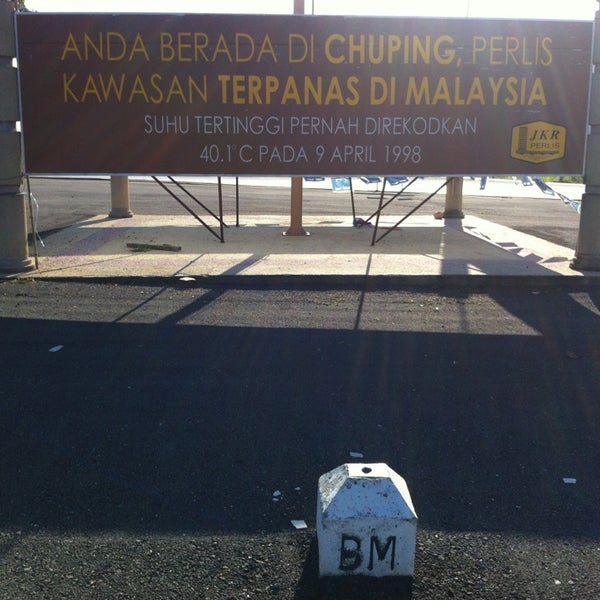 ANDA BERADA DI CHUPING, PERLIS
KAWASAN TERPANAS DI MALAYSIA
SUHU TERTINGGI PERNAH DIREKODKAN
40.1°C PADA 9 APRIL 1998
JKR
PERLIS
BM